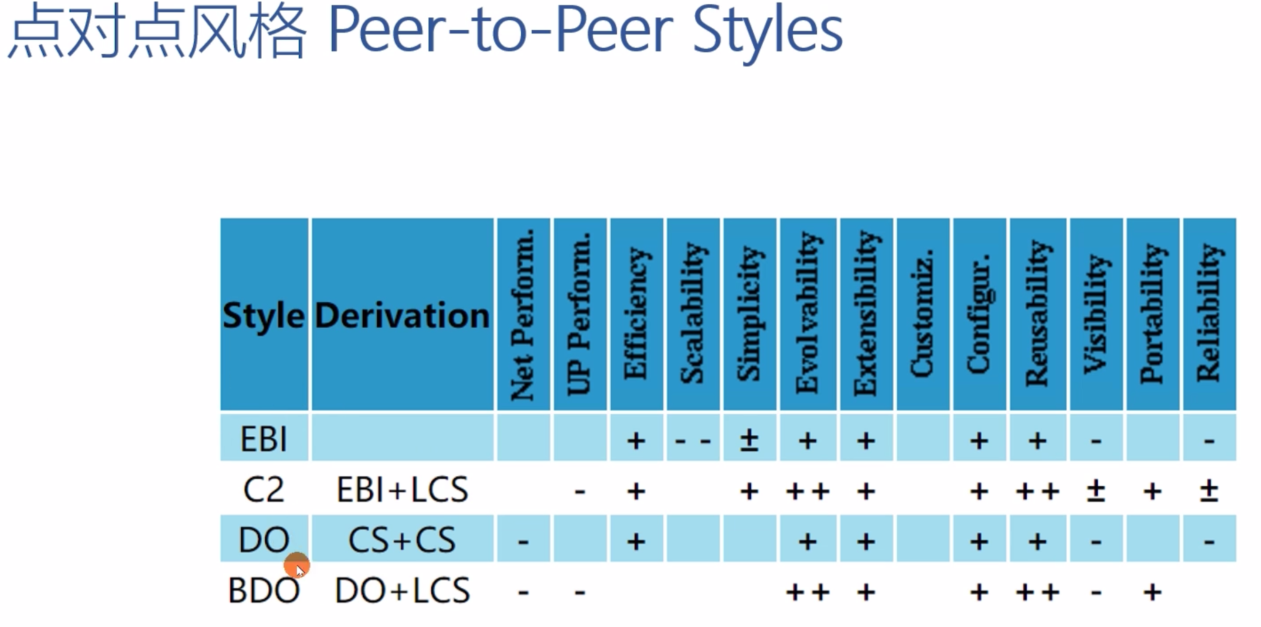 点对点风格 Peer-to-Peer Styles
Style Derivation Net Perform. UP Perform. Efficiency Scalability Simplicity Evolvability Extensibility Customiz. Configur. Reusability Visibility Portability Reliability
EBI + - - ± + + + + - -
C2 EBI+LCS - + + ++ + + ++ ± + ±
DO CS+CS - + + + + + - -
BDO DO+LCS - - ++ + + ++ - +